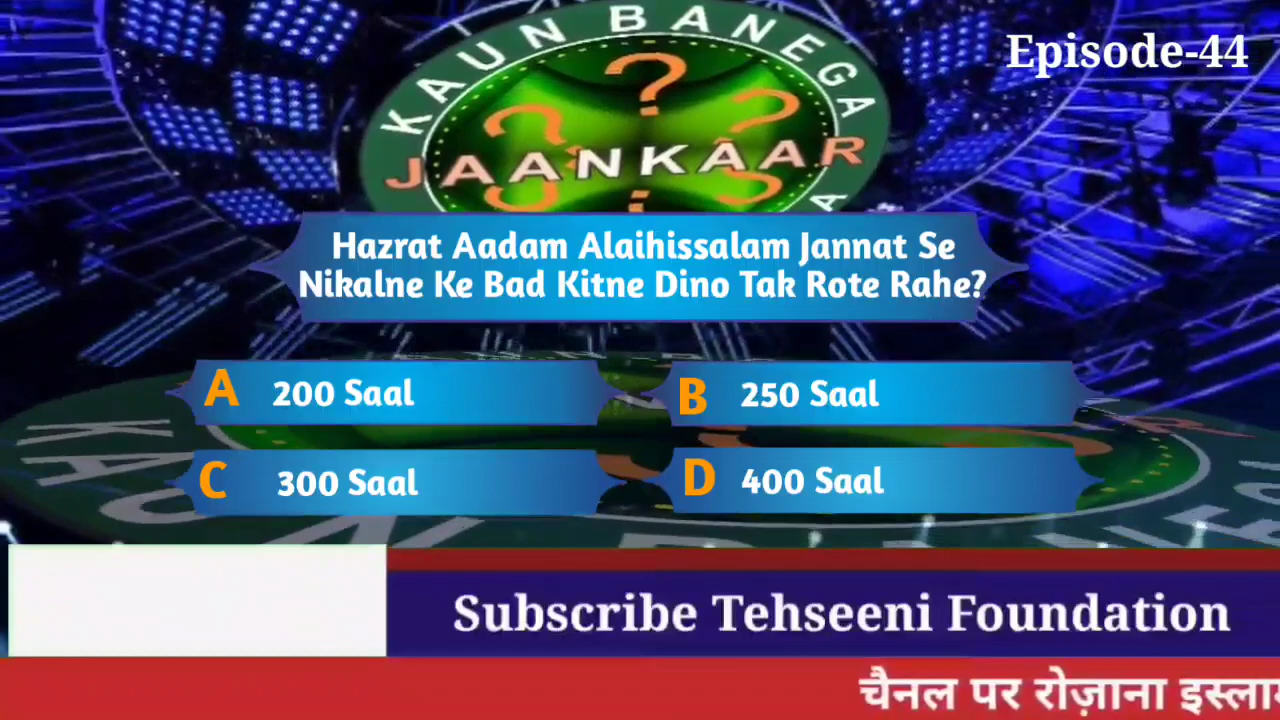 KAUN BANEGA
Episode-44
JAANKAAR
Hazrat Aadam Alaihissalam Jannat Se
Nikalne Ke Bad Kitne Dino Tak Rote Rahe?
A 200 Saal
B 250 Saal
C 300 Saal
D 400 Saal
Subscribe Tehseeni Foundation
चैनल पर रोज़ाना